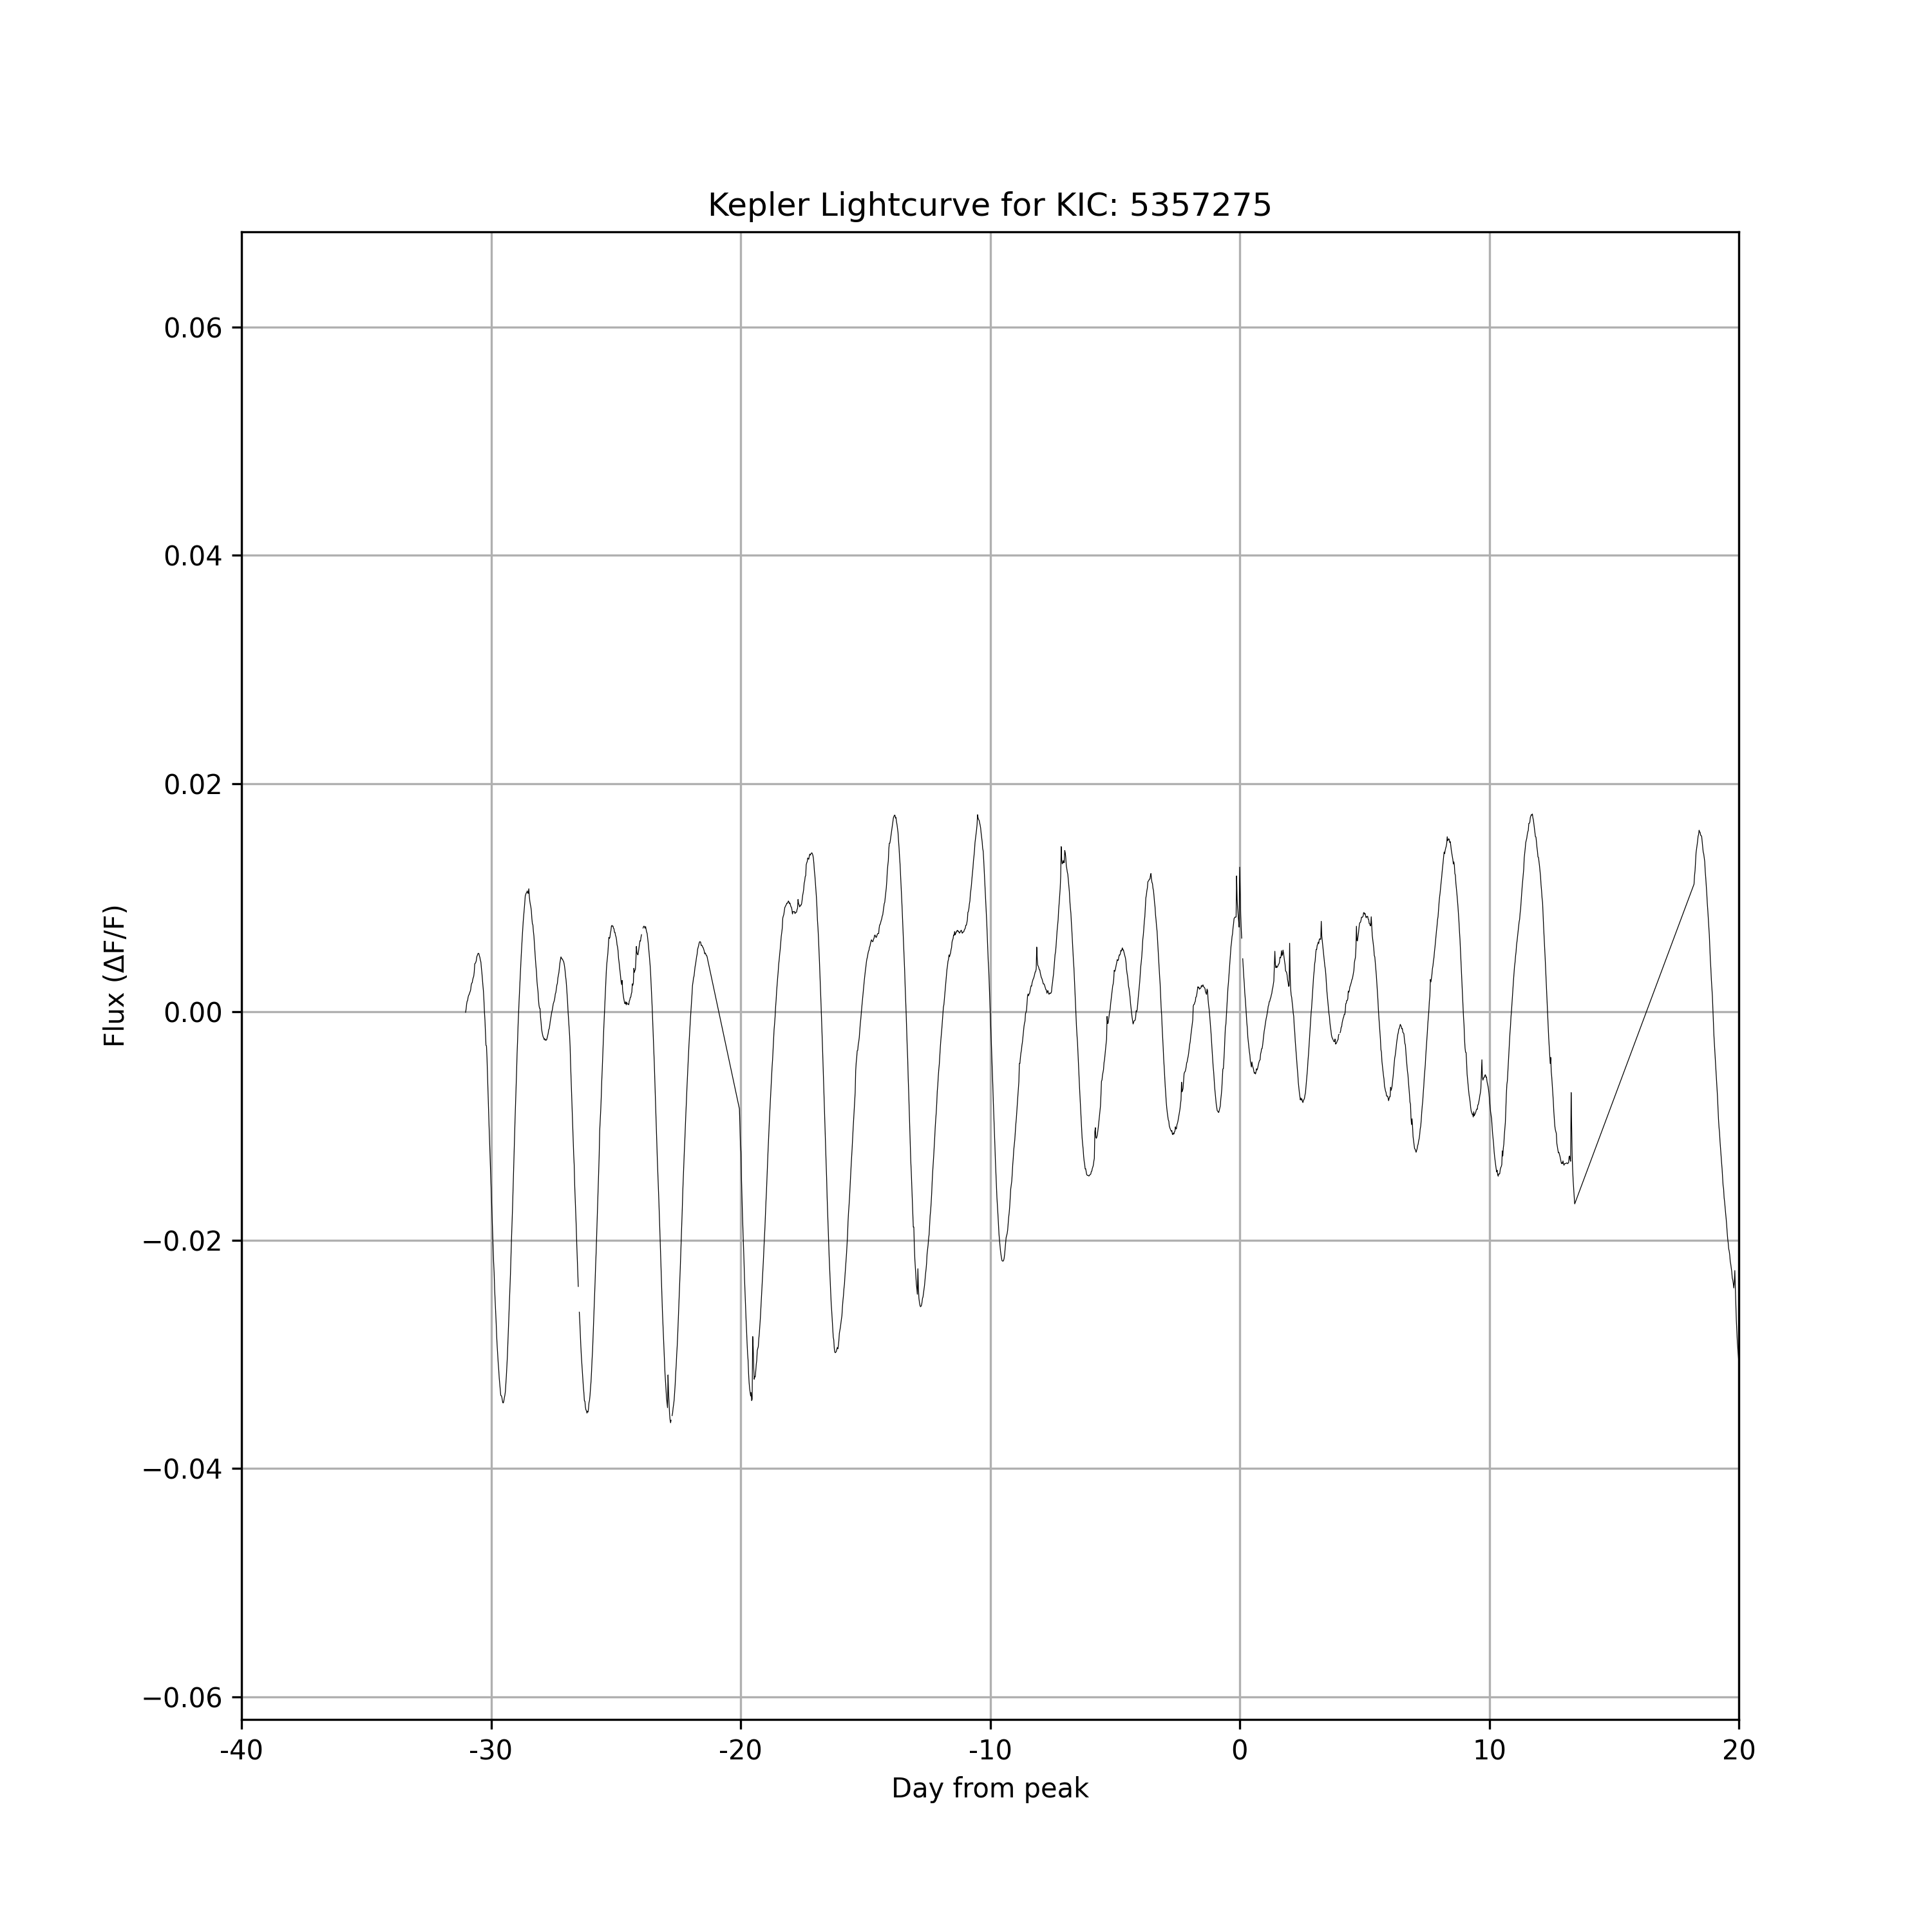 Kepler Lightcurve for KIC: 5357275
Flux (ΔF/F)
0.06
0.04
0.02
0.00
−0.02
−0.04
−0.06
-40 -30 -20 -10 0 10 20
Day from peak